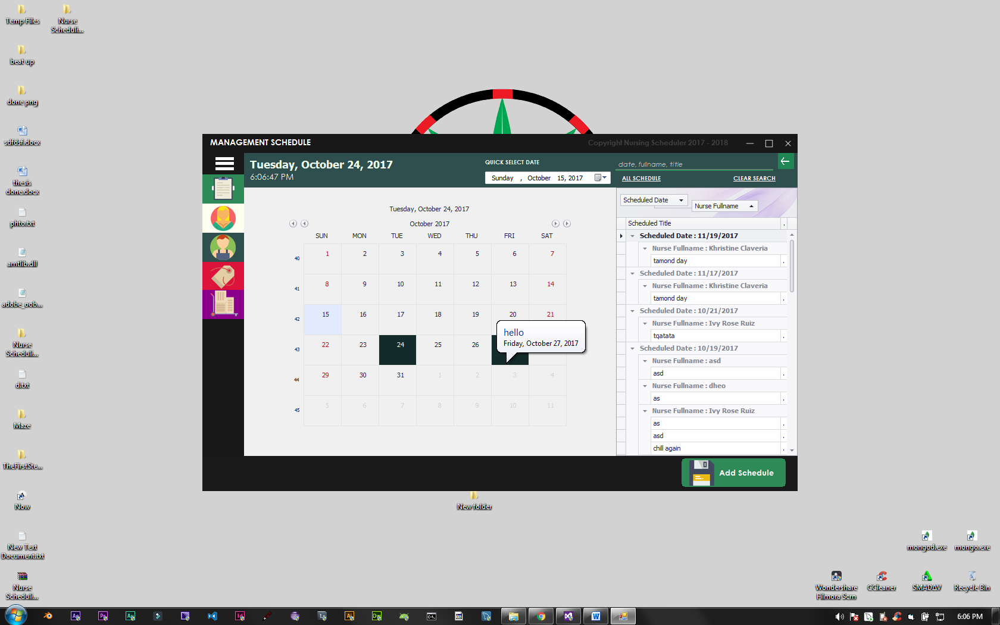 Temp Files
Nurse
Scheduli...
beat up
done png
sdfdsf.docx
thesis
done.docx
phto.txt
amtlib.dll
adobe_oob...
Nurse
Scheduli...
d.txt
Maze
TheFirstSte...
Now
New Text
Document.txt
Nurse
Scheduli...
MANAGEMENT SCHEDULE
Copyright Nursing Scheduler 2017 - 2018
Tuesday, October 24, 2017
6:06:47 PM
QUICK SELECT DATE
Sunday , October 15, 2017
date, fullname, title
ALL SCHEDULE
CLEAR SEARCH
Tuesday, October 24, 2017
October 2017
SUN MON TUE WED THU FRI SAT
40 1 2 3 4 5 6 7
41 8 9 10 11 12 13 14
42 15 16 17 18 19 20 21
43 22 23 24 25 26
44 29 30 31 1 2 3 4
45 5 6 7 8 9 10 11
hello
Friday, October 27, 2017
Scheduled Date
Nurse Fullname
Scheduled Title .
Scheduled Date : 11/19/2017
Nurse Fullname : Khristine Claveria
tamond day .
Scheduled Date : 11/17/2017
Nurse Fullname : Khristine Claveria
tamond day .
Scheduled Date : 10/21/2017
Nurse Fullname : Ivy Rose Ruiz
tqatata .
Scheduled Date : 10/19/2017
Nurse Fullname : asd
asd .
Nurse Fullname : dheo
as .
Nurse Fullname : Ivy Rose Ruiz
as .
asd .
chill again .
Add Schedule
New folder
mongod.exe
mongo.exe
Wondershare
Filmora Scrn
CCleaner
SMADΔV
Recycle Bin
Ae
Pr
Au
Id
Ai
Dw
C:\.
W
6:06 PM